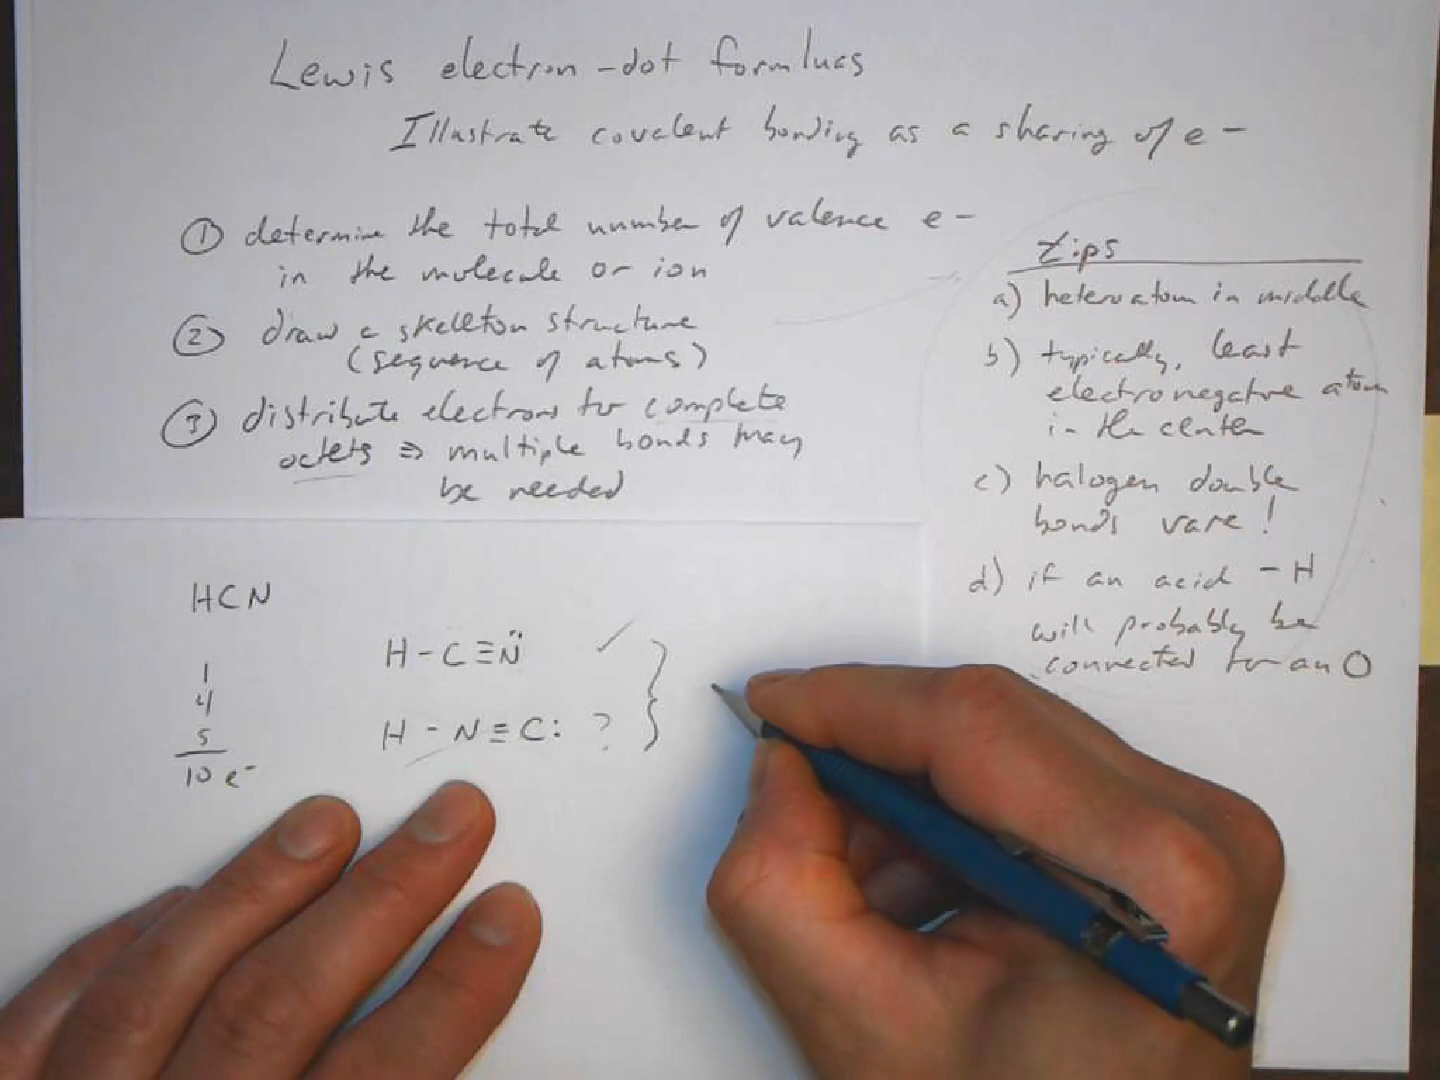 Lewis electron-dot formluas
Illustrate covalent bonding as a sharing of e-
① determine the total number of valence e-
in the molecule or ion
② draw a skeleton structure
(sequence of atoms)
③ distribute electrons for complete
octets ⇒ multiple bonds may
be needed
tips
a) heteroatom in middle
b) typically, least
electronegative atom
in the center
c) halogen double
bonds rare!
d) if an acid - H
will probably be
connected to an O
HCN
1
4
5
10 e-
H-C≡N̈ ✓
H-N≡C: ?